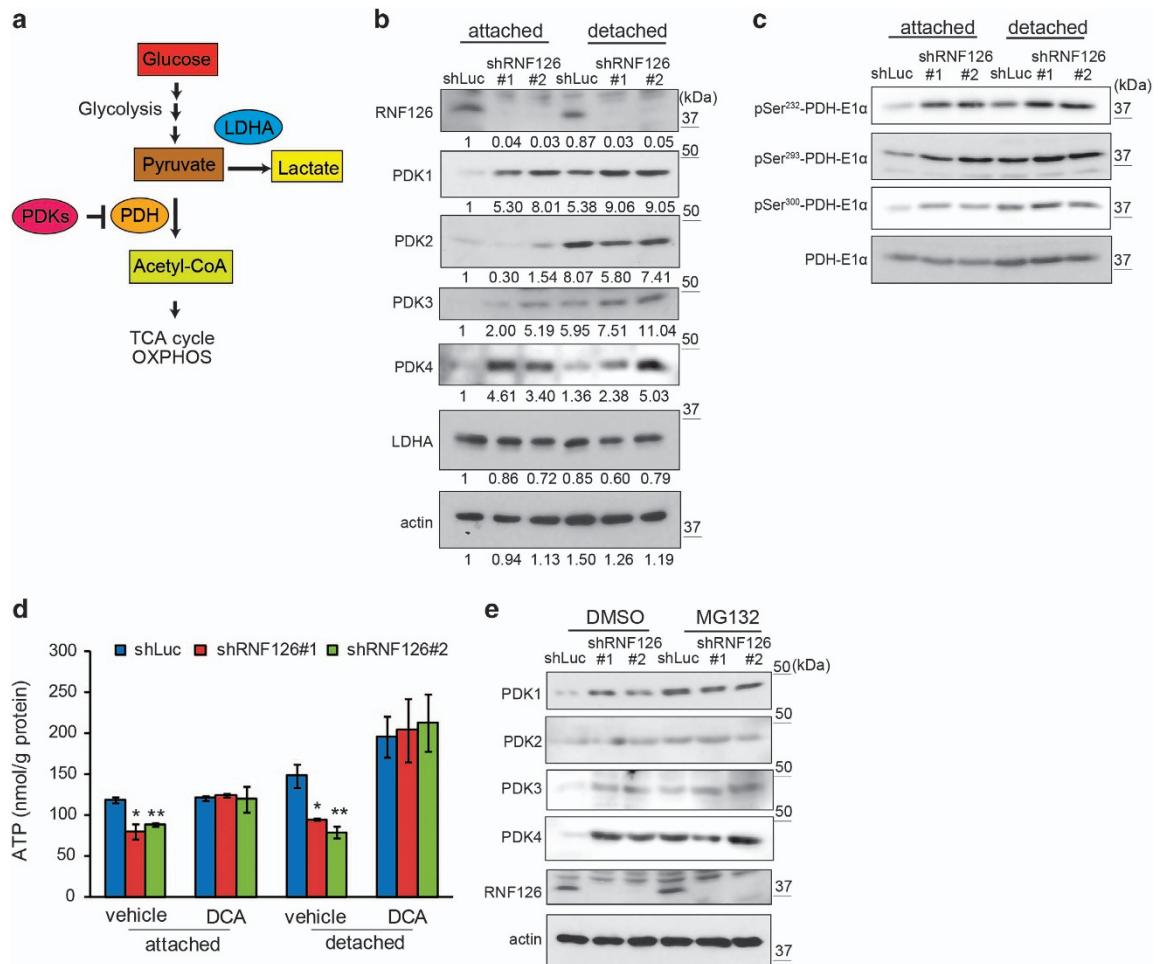 a
Glucose
Glycolysis
LDHA
Pyruvate
Lactate
PDKs
PDH
Acetyl-CoA
TCA cycle
OXPHOS
b
attached detached
shRNF126 shRNF126
shLuc #1 #2 shLuc #1 #2 (kDa)
RNF126 37
1 0.04 0.03 0.87 0.03 0.05
50
PDK1
1 5.30 8.01 5.38 9.06 9.05
50
PDK2
1 0.30 1.54 8.07 5.80 7.41
50
PDK3
1 2.00 5.19 5.95 7.51 11.04
50
PDK4
1 4.61 3.40 1.36 2.38 5.03
37
LDHA
1 0.86 0.72 0.85 0.60 0.79
actin 37
1 0.94 1.13 1.50 1.26 1.19
c
attached detached
shRNF126 shRNF126
shLuc #1 #2 shLuc #1 #2 (kDa)
pSer²³²-PDH-E1α 37
pSer²⁹³-PDH-E1α 37
pSer³⁰⁰-PDH-E1α 37
PDH-E1α 37
d
shLuc shRNF126#1 shRNF126#2
ATP (nmol/g protein)
300
250
200
150
100
50
0
* ** * **
vehicle DCA vehicle DCA
attached detached
e
DMSO MG132
shRNF126 shRNF126
shLuc #1 #2 shLuc #1 #2 (kDa)
50
PDK1
50
PDK2
50
PDK3
50
PDK4
RNF126 37
actin
37